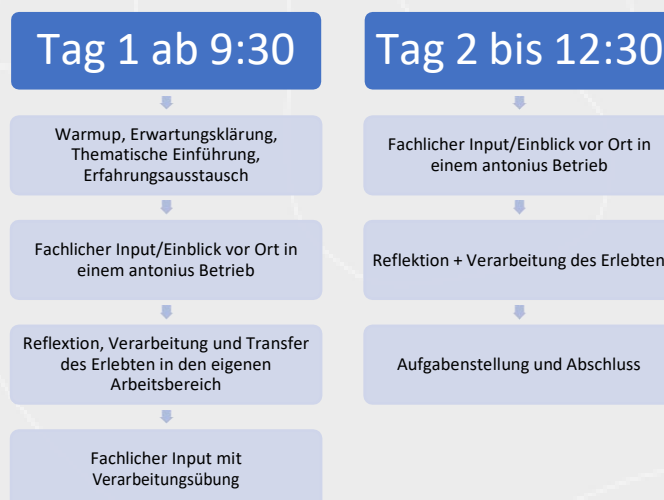 Tag 1 ab 9:30
Warmup, Erwartungsklärung,
Thematische Einführung,
Erfahrungsausstausch
Fachlicher Input/Einblick vor Ort in
einem antonius Betrieb
Reflextion, Verarbeitung und Transfer
des Erlebten in den eigenen
Arbeitsbereich
Fachlicher Input mit
Verarbeitungsübung
Tag 2 bis 12:30
Fachlicher Input/Einblick vor Ort in
einem antonius Betrieb
Reflektion + Verarbeitung des Erlebten
Aufgabenstellung und Abschluss